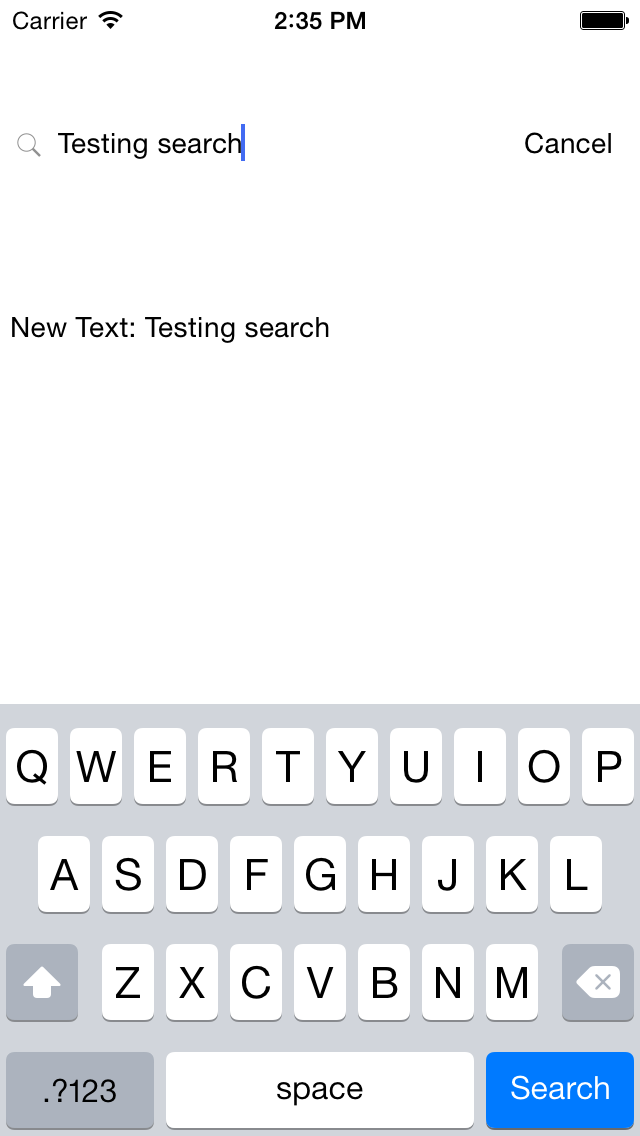 Carrier 2:35 PM
Testing search Cancel
New Text: Testing search
Q W E R T Y U I O P
A S D F G H J K L
Z X C V B N M
.?123 space Search